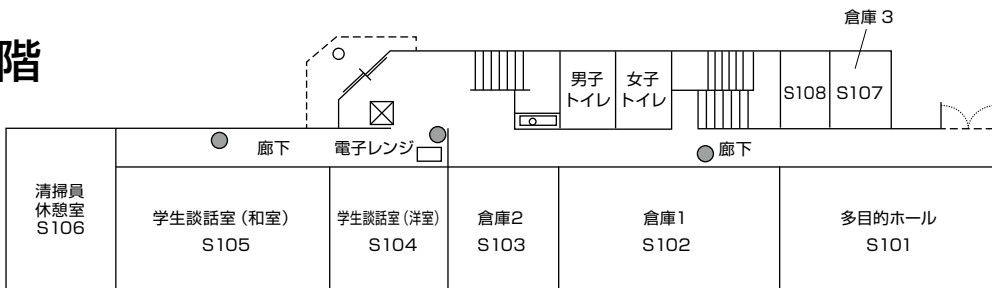 階
倉庫 3
男子
トイレ
女子
トイレ
S108
S107
廊下
電子レンジ
廊下
清掃員
休憩室
S106
学生談話室(和室)
S105
学生談話室(洋室)
S104
倉庫2
S103
倉庫1
S102
多目的ホール
S101